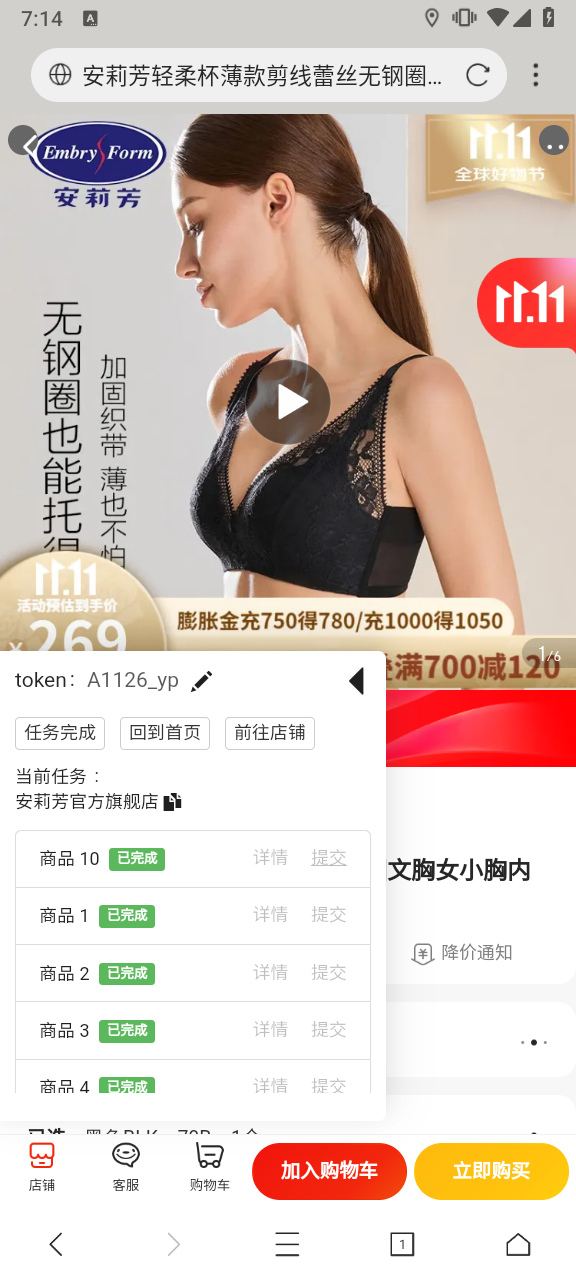 7:14
A
安莉芳轻柔杯薄款剪线蕾丝无钢圈...
Embry Form
安莉芳
11.11
全球好物节
11.11
无钢圈也能托得
加固织带 薄也不怕
11.11
活动预估到手价
¥269
膨胀金充750得780/充1000得1050
叠满700减120
1/6
token: A1126_yp
任务完成
回到首页
前往店铺
当前任务：
安莉芳官方旗舰店
商品 10 已完成 详情 提交
商品 1 已完成 详情 提交
商品 2 已完成 详情 提交
商品 3 已完成 详情 提交
商品 4 已完成 详情 提交
文胸女小胸内
降价通知
已选
店铺
客服
购物车
加入购物车
立即购买
1